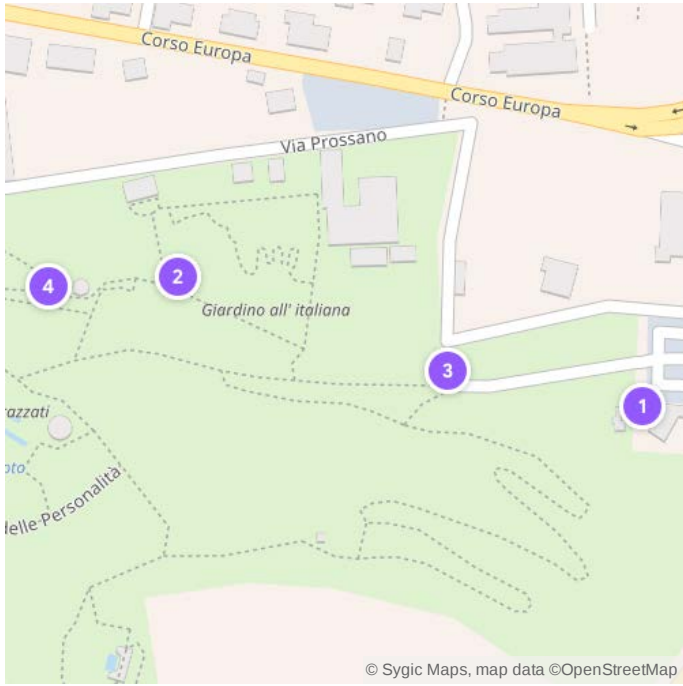 Corso Europa
Corso Europa
Via Prossano
2
4
Giardino all' italiana
3
1
razzati
oto
delle Personalità
© Sygic Maps, map data ©OpenStreetMap